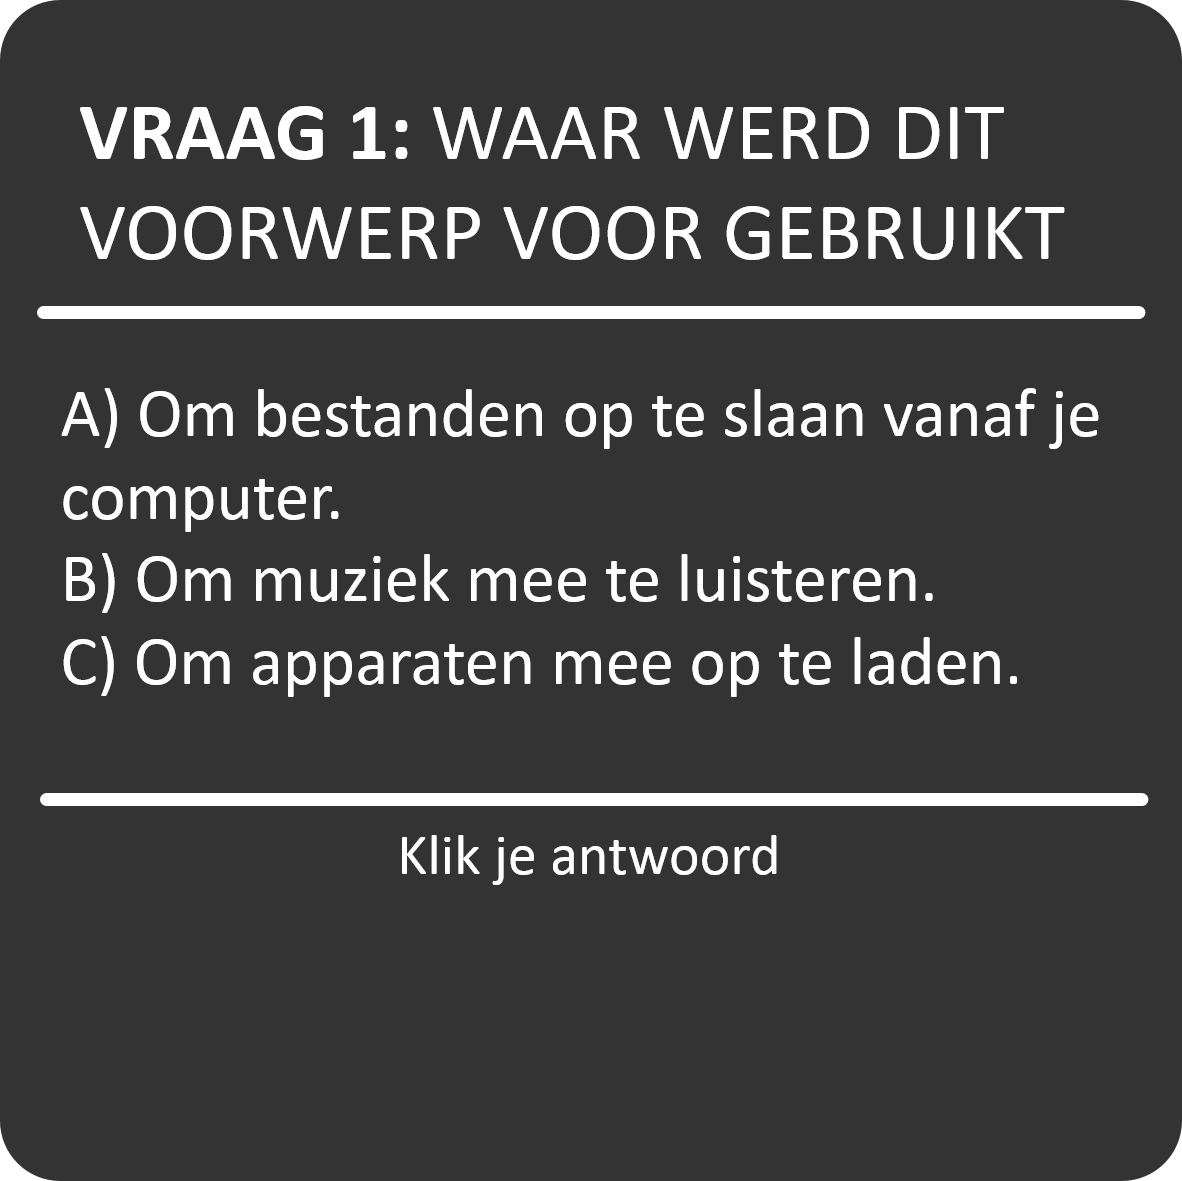 VRAAG 1: WAAR WERD DIT
VOORWERP VOOR GEBRUIKT
A) Om bestanden op te slaan vanaf je
computer.
B) Om muziek mee te luisteren.
C) Om apparaten mee op te laden.
Klik je antwoord